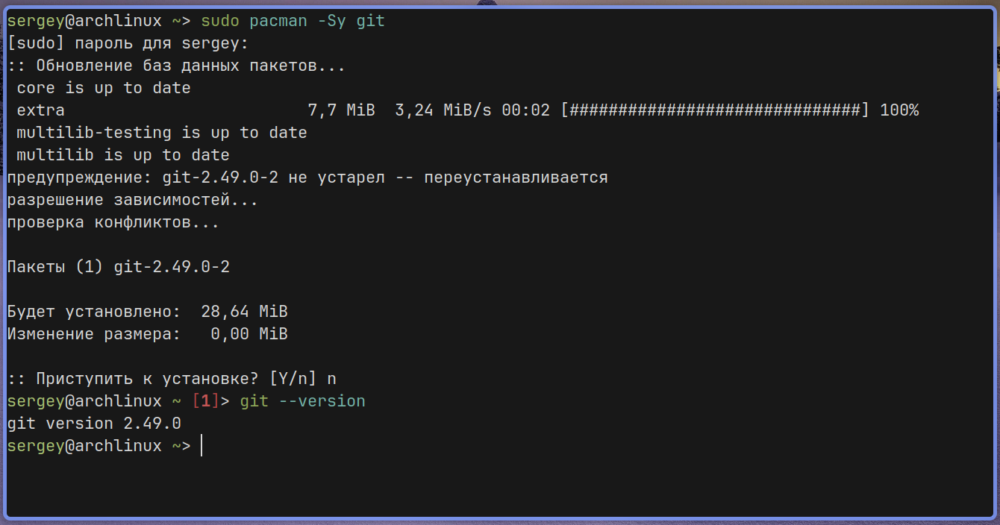 sergey@archlinux ~> sudo pacman -Sy git
[sudo] пароль для sergey:
:: Обновление баз данных пакетов...
 core is up to date
 extra                         7,7 MiB  3,24 MiB/s 00:02 [##############################] 100%
 multilib-testing is up to date
 multilib is up to date
предупреждение: git-2.49.0-2 не устарел -- переустанавливается
разрешение зависимостей...
проверка конфликтов...

Пакеты (1) git-2.49.0-2

Будет установлено:  28,64 MiB
Изменение размера:   0,00 MiB

:: Приступить к установке? [Y/n] n
sergey@archlinux ~ [1]> git --version
git version 2.49.0
sergey@archlinux ~>